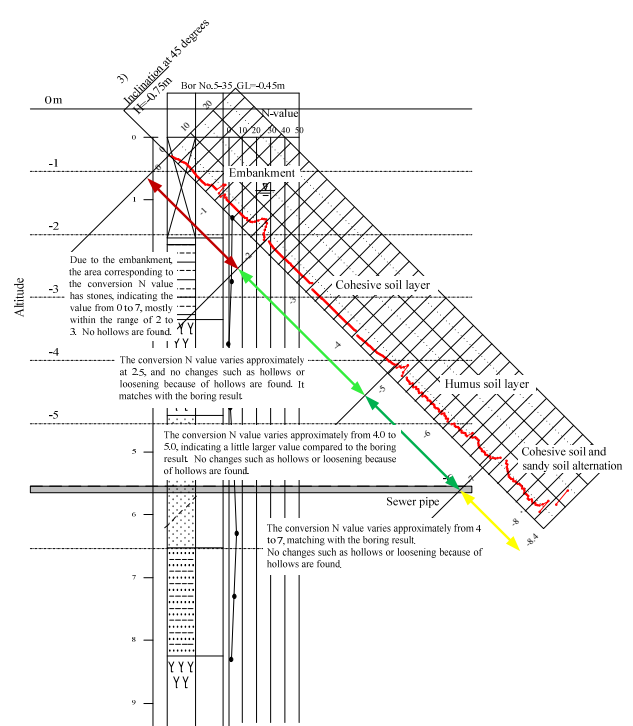 3)
Inclination at 45 degrees
H=-0.75m
Bor No.5-35 GL=-0.45m
0m
N-value
0 10 20 30 40 50
0 10 20
0
Embankment
-1
1
-1
-2
-2
Due to the embankment,
the area corresponding to
the conversion N value
has stones, indicating the
value from 0 to 7, mostly
within the range of 2 to
3. No hollows are found.
Cohesive soil layer
-3
-3
Altitude
-4
-4
The conversion N value varies approximately
at 2.5, and no changes such as hollows or
loosening because of hollows are found. It
matches with the boring result.
Humus soil layer
-5
-5
The conversion N value varies approximately from 4.0 to
5.0, indicating a little larger value compared to the boring
result. No changes such as hollows or loosening because
of hollows are found.
-6
Cohesive soil and
sandy soil alternation
5
-6
Sewer pipe
6
-8
-8.4
The conversion N value varies approximately from 4
to 7, matching with the boring result.
No changes such as hollows or loosening because of
hollows are found.
7
8
9